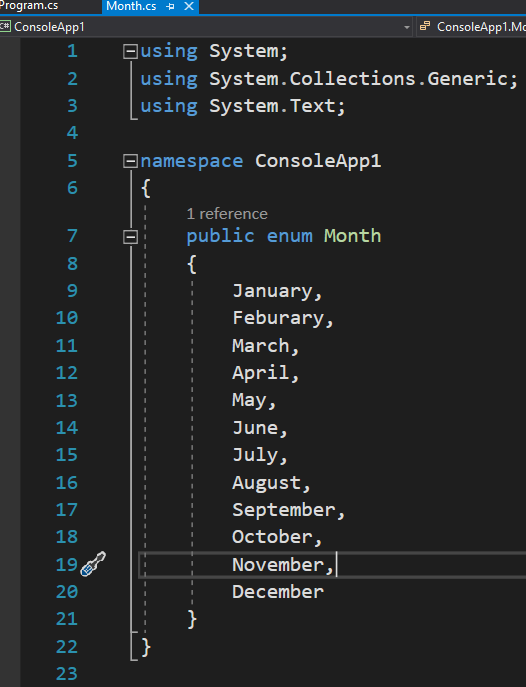 Program.cs Month.cs
C# ConsoleApp1 ConsoleApp1.Mo
1 using System;
2 using System.Collections.Generic;
3 using System.Text;
4
5 namespace ConsoleApp1
6 {
1 reference
7 public enum Month
8 {
9 January,
10 Feburary,
11 March,
12 April,
13 May,
14 June,
15 July,
16 August,
17 September,
18 October,
19 November,
20 December
21 }
22 }
23